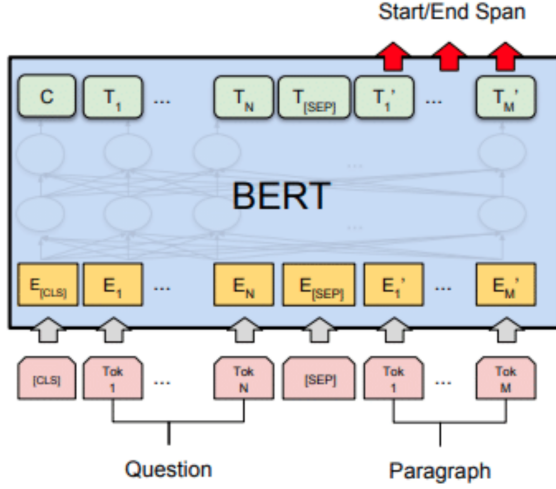 Start/End Span
C T1 ... TN T[SEP] T1' ... TM'
BERT
E[CLS] E1 ... EN E[SEP] E1' ... EM'
[CLS] Tok 1 ... Tok N [SEP] Tok 1 ... Tok M
Question Paragraph